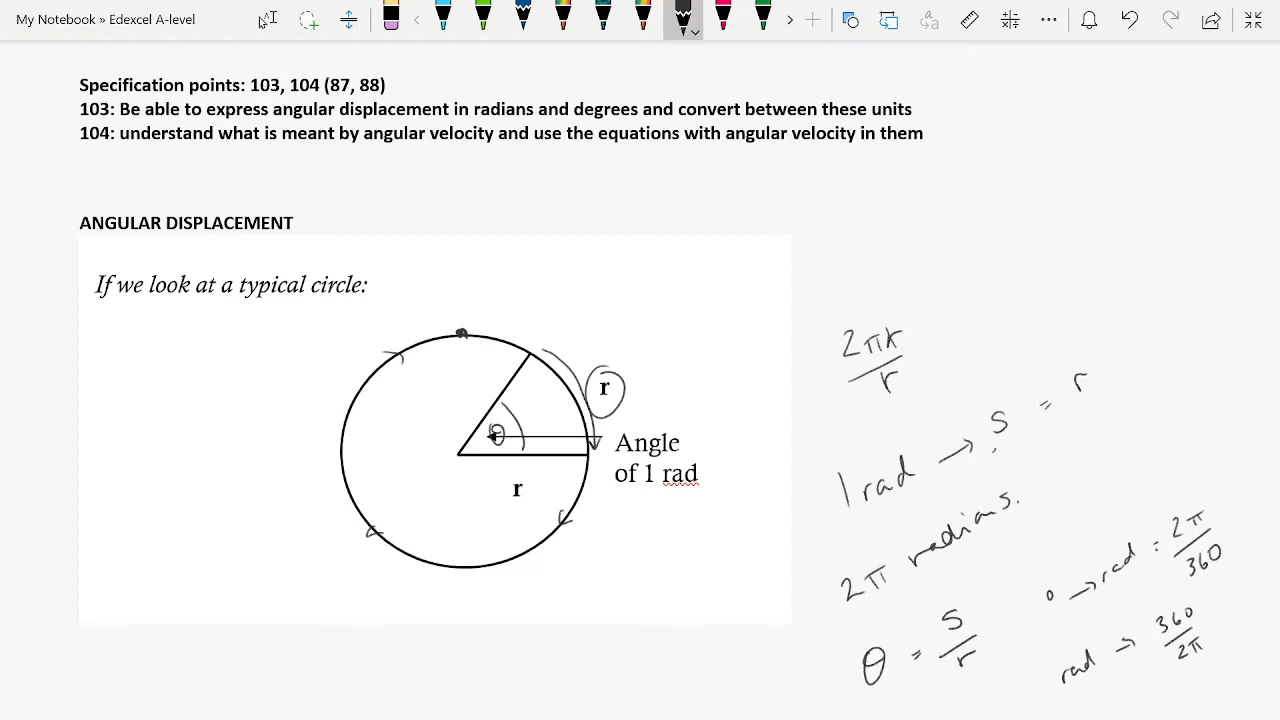 My Notebook » Edexcel A-level
Specification points: 103, 104 (87, 88)
103: Be able to express angular displacement in radians and degrees and convert between these units
104: understand what is meant by angular velocity and use the equations with angular velocity in them
ANGULAR DISPLACEMENT
If we look at a typical circle:
r
θ
Angle
of 1 rad
r
2πr
r
1 rad → s = r
2π radians.
θ = s
r
° → rad = 2π
360
rad → 360
2π